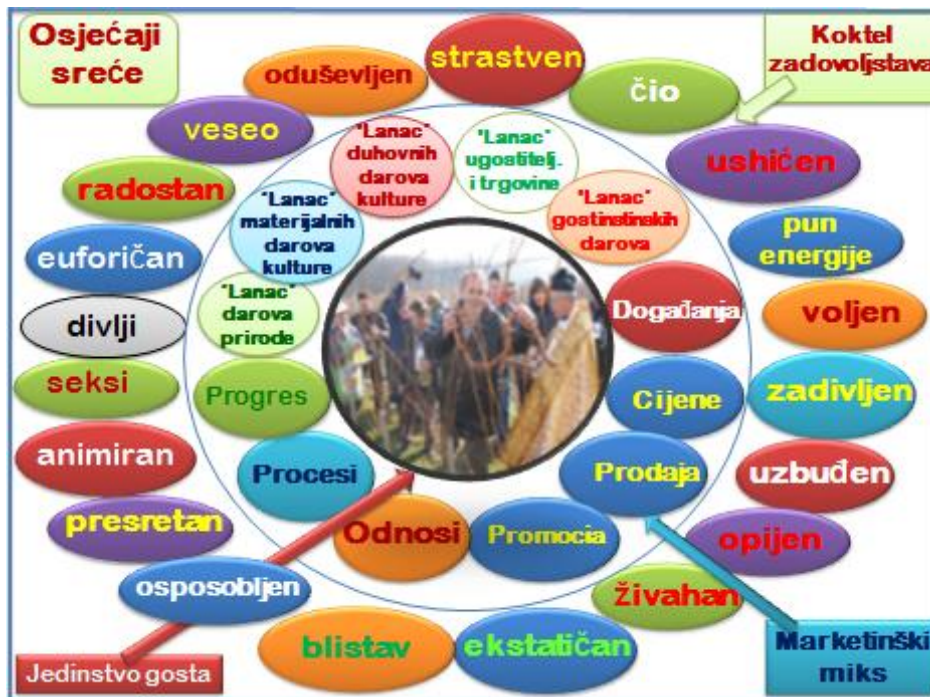 Osjećaji
sreće
Koktel
zadovoljstava
strastven
oduševljen
čio
veseo
ushićen
radostan
pun
energije
euforičan
voljen
divlji
zadivljen
seksi
uzbuđen
animiran
opijen
presretan
živahan
osposobljen
ekstatičan
blistav
"Lanac"
duhovnih
darova
kulture
"Lanac"
ugostitelj.
i trgovine
"Lanac"
materijalnih
darova
kulture
"Lanac"
gostinstinskih
darova
"Lanac"
darova
prirode
Događanja
Progres
Cijene
Procesi
Prodaja
Odnosi
Promocia
Jedinstvo gosta
Marketinški
miks